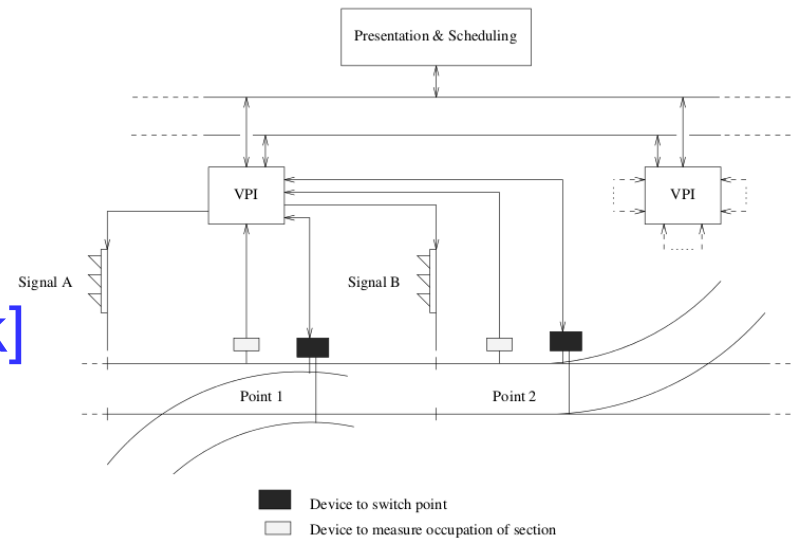 Presentation & Scheduling
VPI
VPI
Signal A
Signal B
k]
Point 1
Point 2
Device to switch point
Device to measure occupation of section